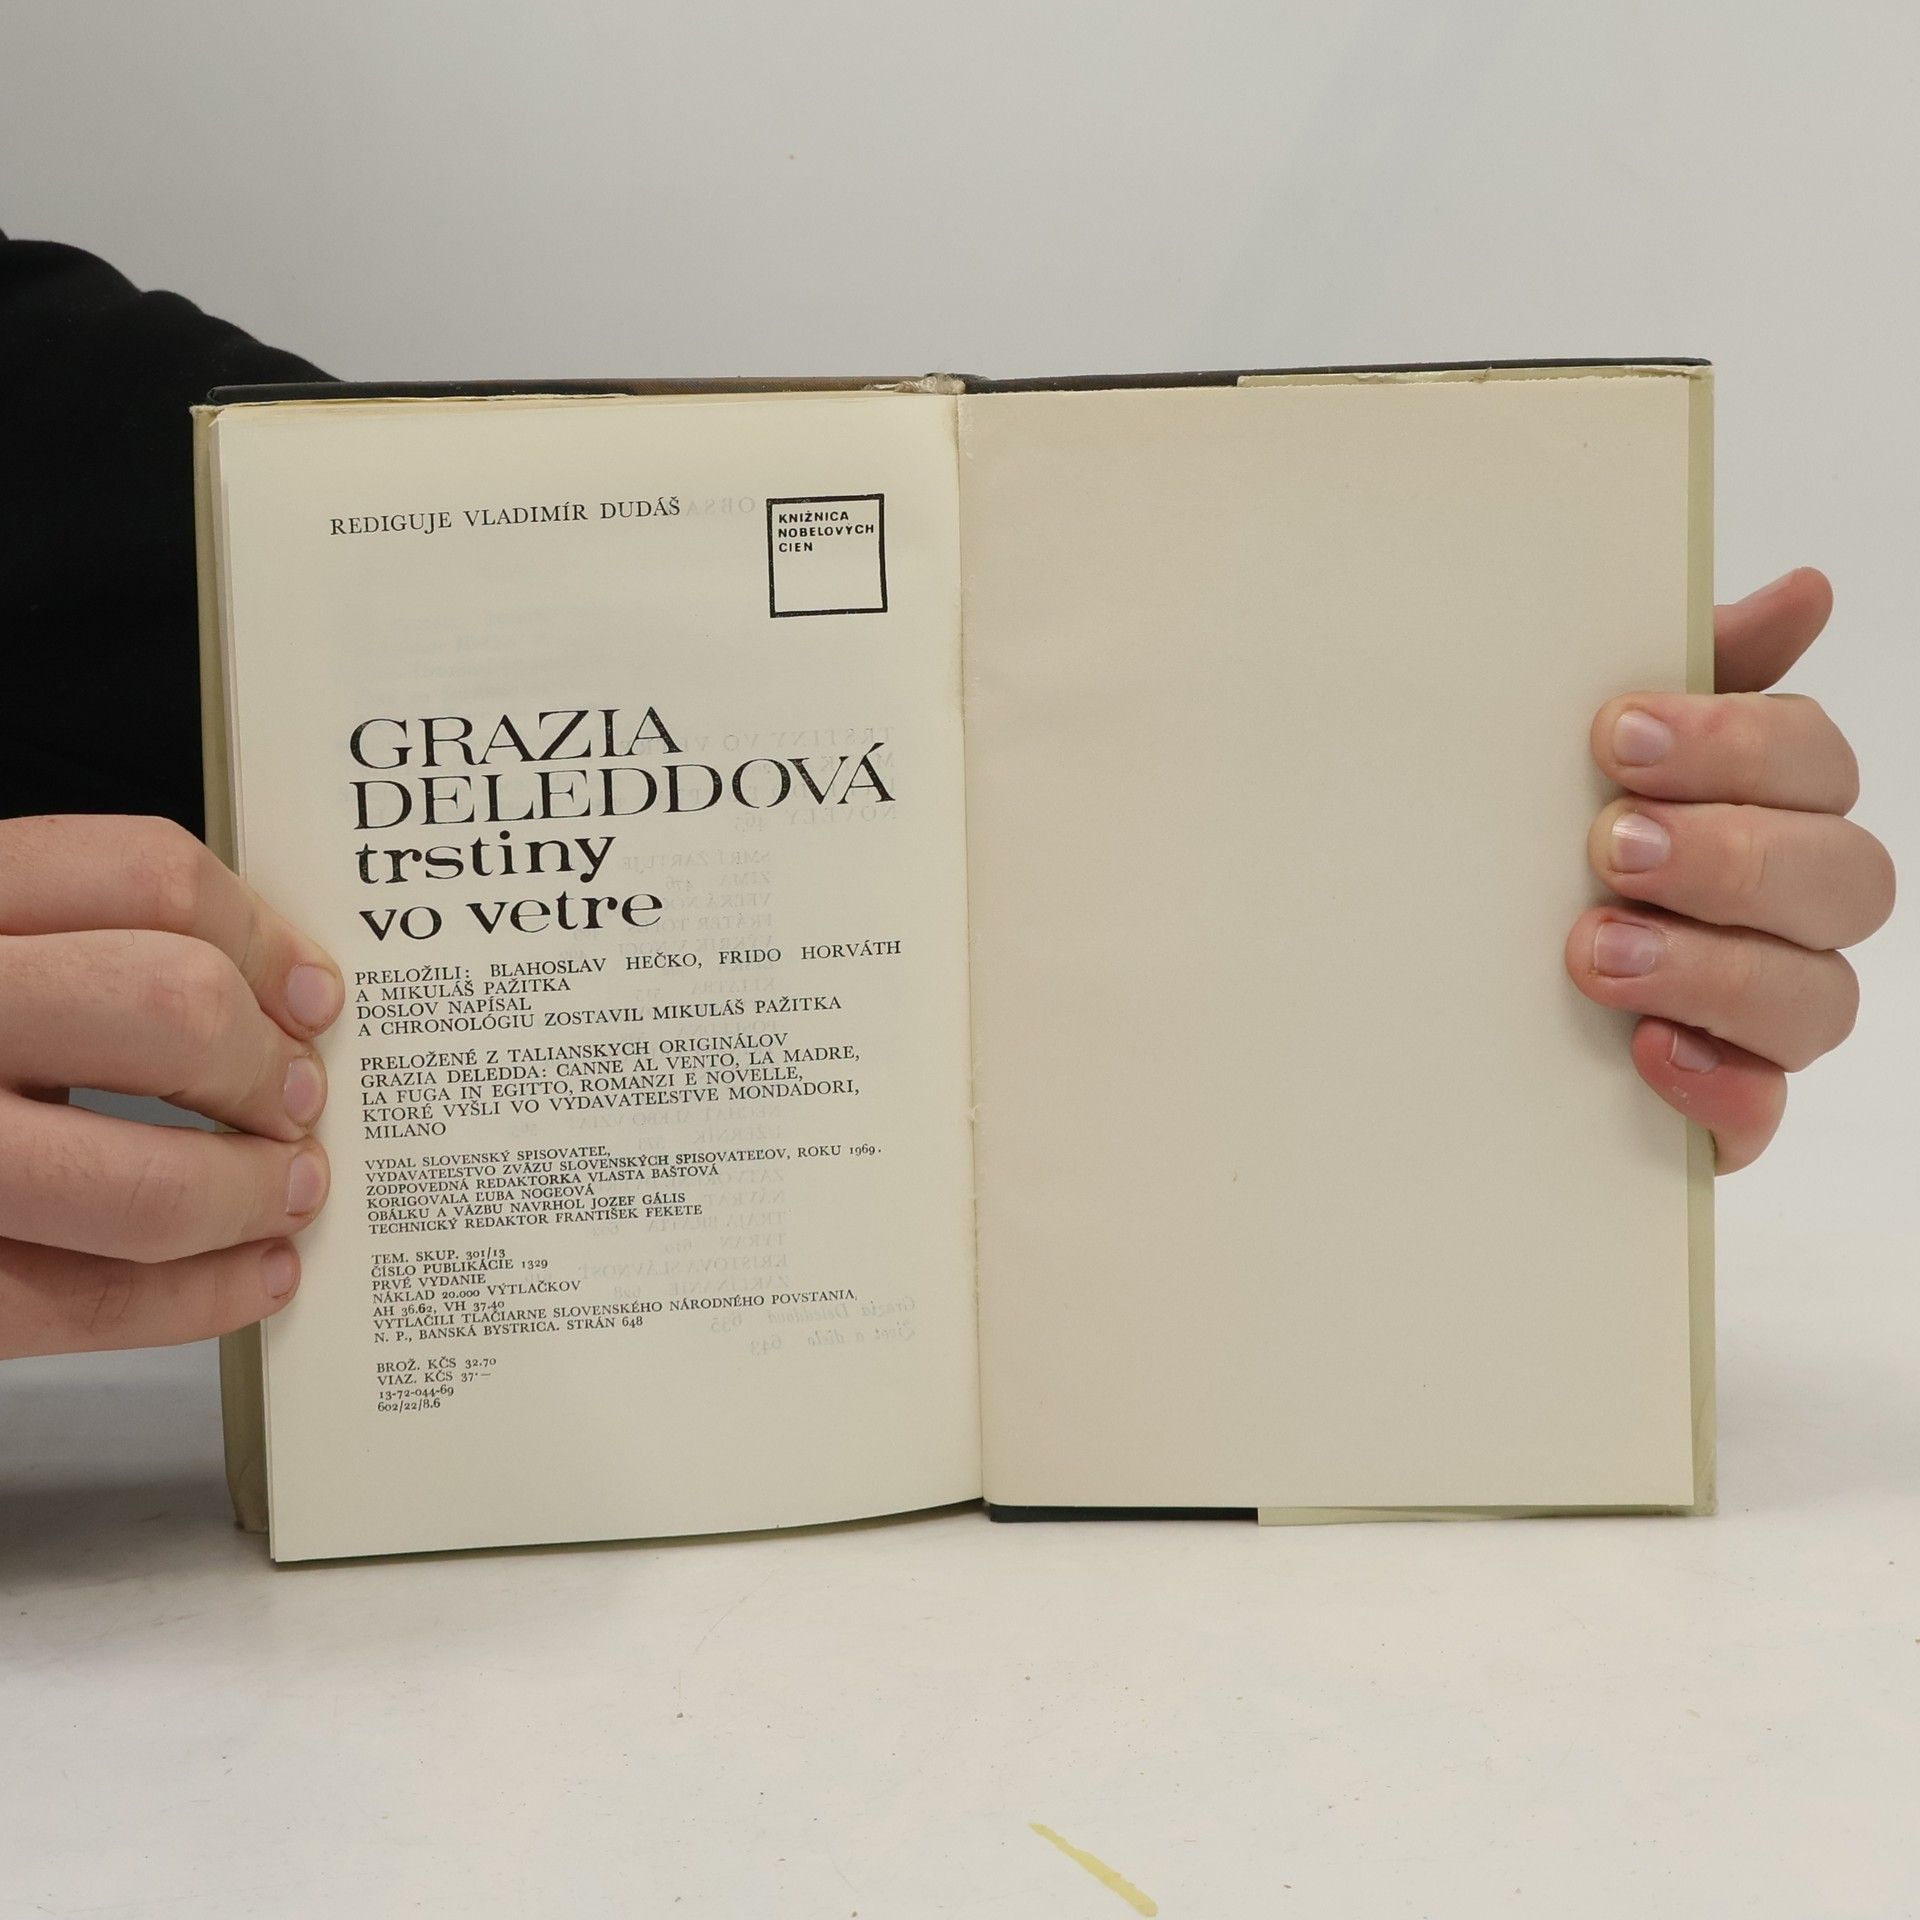 REDIGUJE VLADIMÍR DUDÁŠ
KNIŽNICA
NOBELOVÝCH
CIEN
GRAZIA
DELEDDOVÁ
trstiny
vo vetre
PRELOŽILI: BLAHOSLAV HEČKO, FRIDO HORVÁTH
A MIKULÁŠ PAŽITKA
DOSLOV NAPÍSAL
A CHRONOLÓGIU ZOSTAVIL MIKULÁŠ PAŽITKA
PRELOŽENÉ Z TALIANSKYCH ORIGINÁLOV
GRAZIA DELEDDA: CANNE AL VENTO, LA MADRE,
LA FUGA IN EGITTO, ROMANZI E NOVELLE,
KTORÉ VYŠLI VO VYDAVATEĽSTVE MONDADORI,
MILANO
VYDAL SLOVENSKÝ SPISOVATEĽ,
VYDAVATEĽSTVO ZVÄZU SLOVENSKÝCH SPISOVATEĽOV, ROKU 1969.
ZODPOVEDNÁ REDAKTORKA VLASTA BAŠTOVÁ
KORIGOVALA ĽUBA NOGEOVÁ
OBÁLKU A VÄZBU NAVRHOL JOZEF GÁLIS
TECHNICKÝ REDAKTOR FRANTIŠEK FEKETE
TEM. SKUP. 301/13
ČÍSLO PUBLIKÁCIE 1329
PRVÉ VYDANIE
NÁKLAD 20.000 VÝTLAČKOV
AH 36.62, VH 37.40
VYTLAČILI TLAČIARNE SLOVENSKÉHO NÁRODNÉHO POVSTANIA,
N. P., BANSKÁ BYSTRICA. STRÁN 648
BROŽ. KČS 32.70
VIAZ. KČS 37.—
13-72-044-69
602/22/8.6